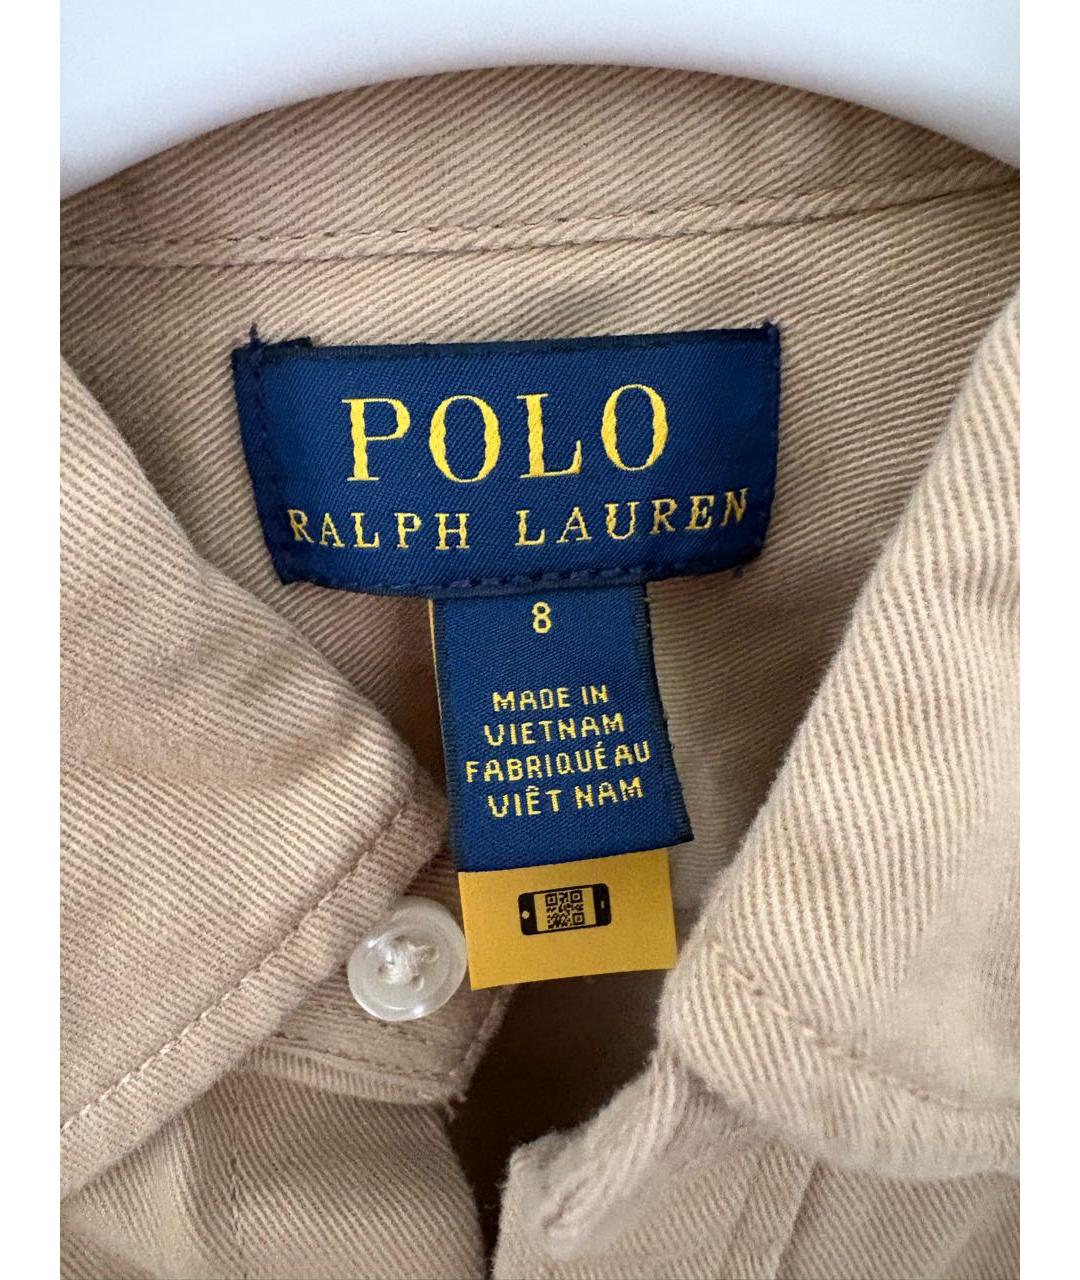 POLO
RALPH LAUREN
8
MADE IN
VIETNAM
FABRIQUÉ AU
VIÊT NAM